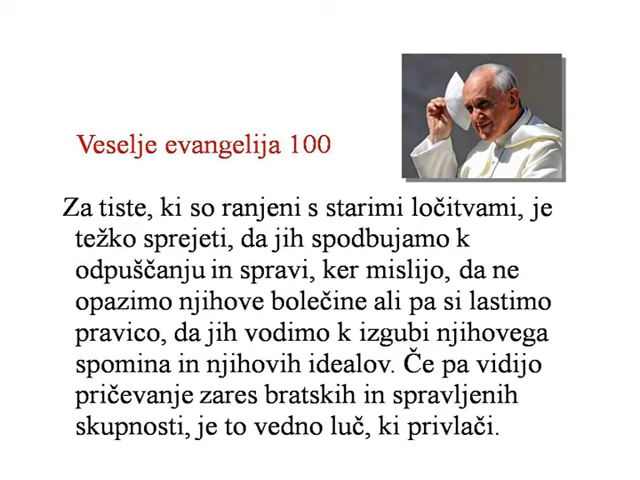 Veselje evangelija 100
Za tiste, ki so ranjeni s starimi ločitvami, je
težko sprejeti, da jih spodbujamo k
odpuščanju in spravi, ker mislijo, da ne
opazimo njihove bolečine ali pa si lastimo
pravico, da jih vodimo k izgubi njihovega
spomina in njihovih idealov. Če pa vidijo
pričevanje zares bratskih in spravljenih
skupnosti, je to vedno luč, ki privlači.